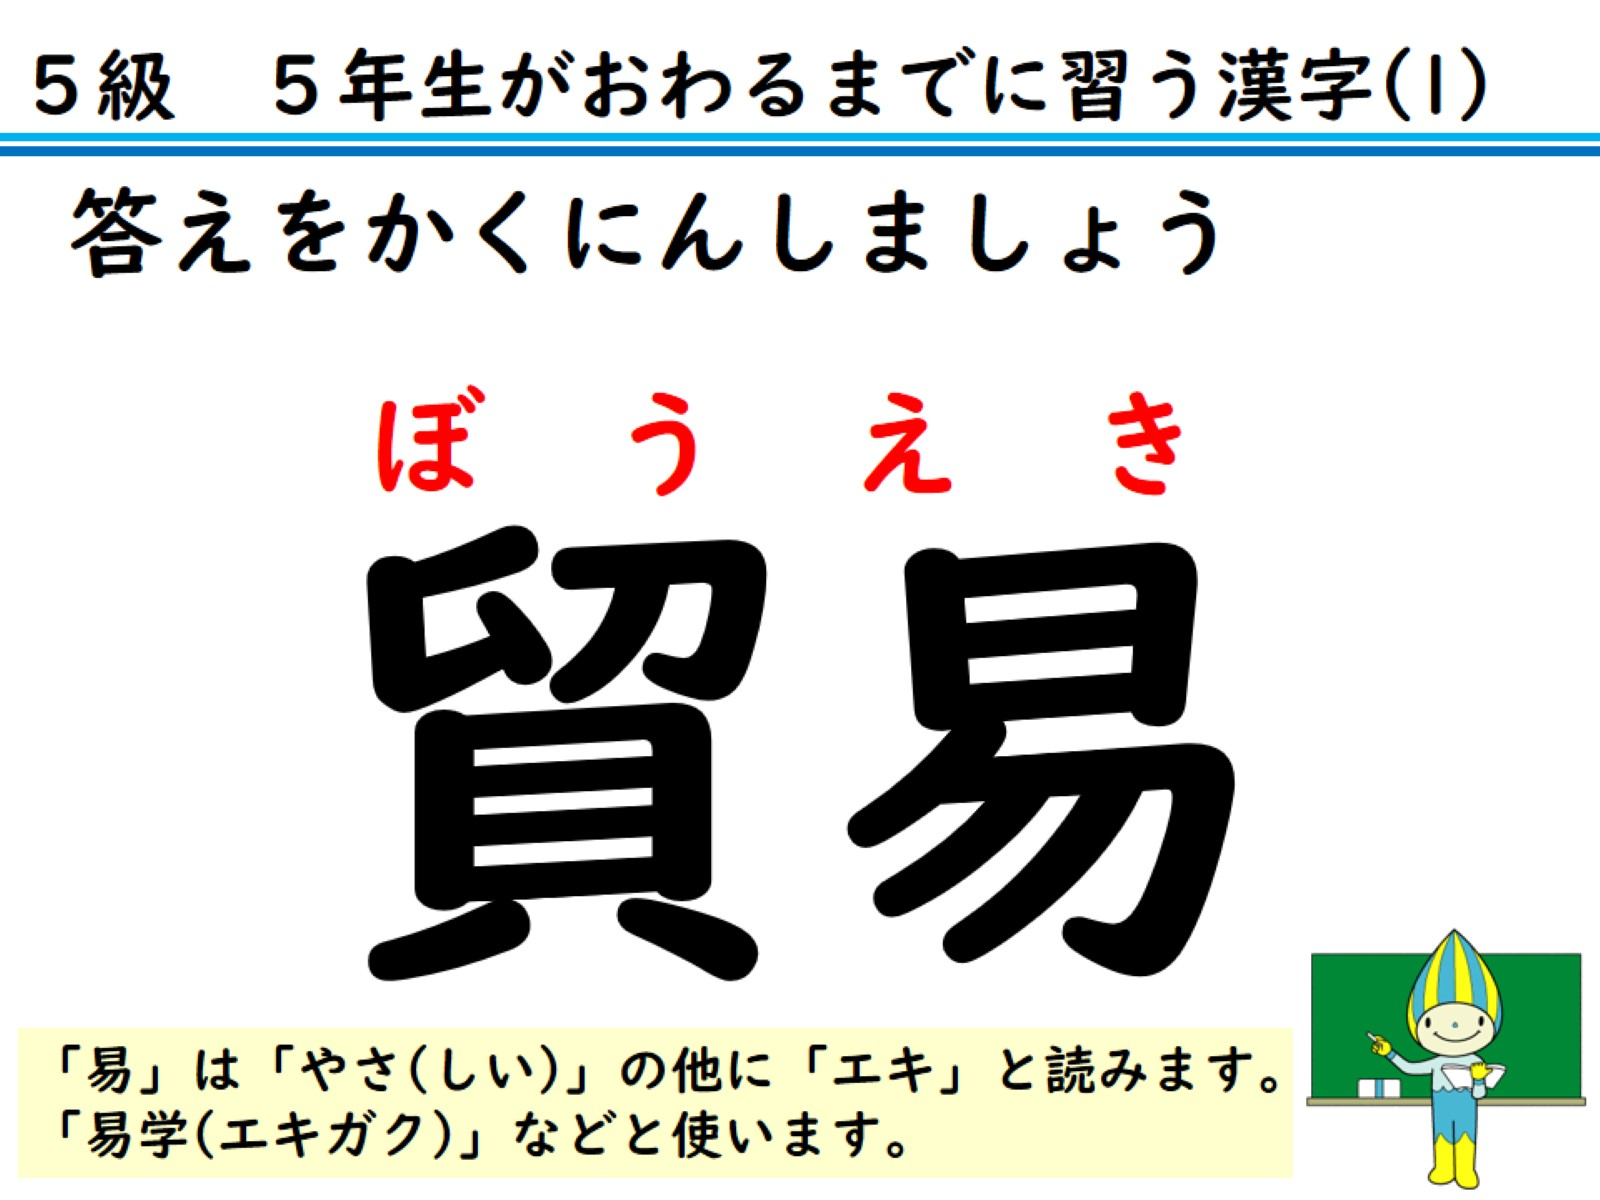 ５級　５年生がおわるまでに習う漢字(1)
答えをかくにんしましょう
ぼうえき
貿易
「易」は「やさ(しい)」の他に「エキ」と読みます。
「易学(エキガク)」などと使います。